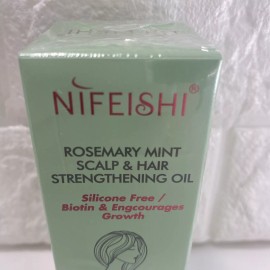 NIFEISHI®
ROSEMARY MINT
SCALP & HAIR
STRENGTHENING OIL
Silicone Free /
Biotin & Engcourages
Growth